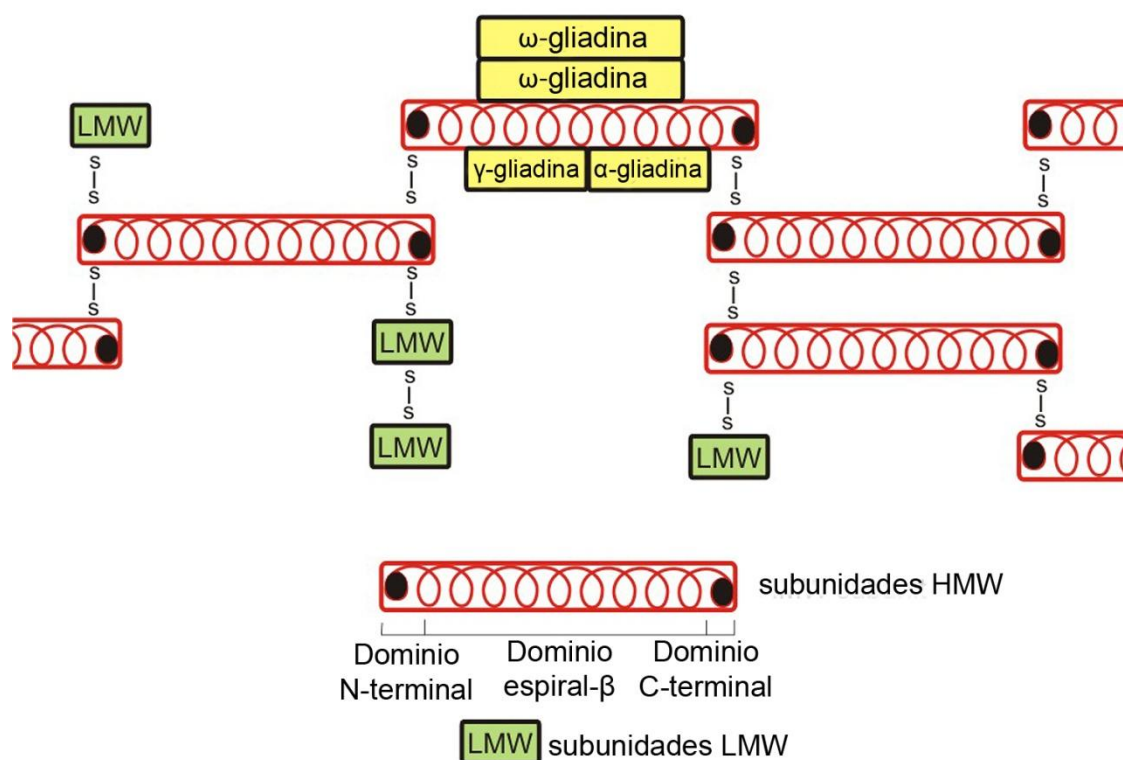 ω-gliadina
ω-gliadina
LMW
γ-gliadina
α-gliadina
S
S
S
S
S
S
S
S
S
S
S
S
S
S
LMW
S
S
S
S
S
S
LMW
LMW
subunidades HMW
Dominio
N-terminal
Dominio
espiral-β
Dominio
C-terminal
LMW
subunidades LMW